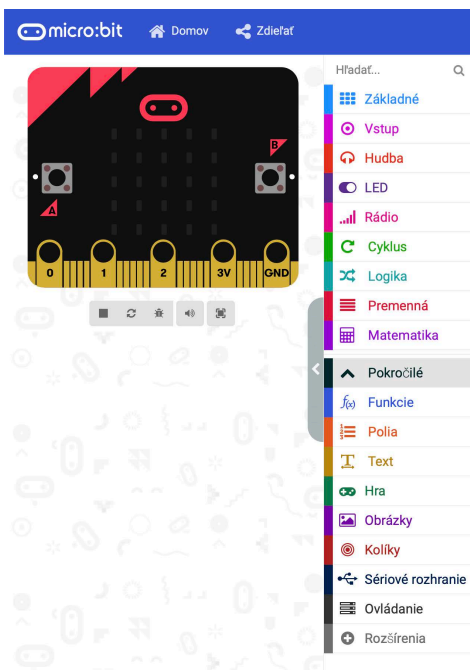 micro:bit Domov Zdieľať
Hľadať...
Základné
Vstup
Hudba
LED
Rádio
Cyklus
Logika
Premenná
Matematika
Pokročilé
f(x) Funkcie
Polia
Text
Hra
Obrázky
Kolíky
Sériové rozhranie
Ovládanie
Rozšírenia
B
A
0 1 2 3V GND